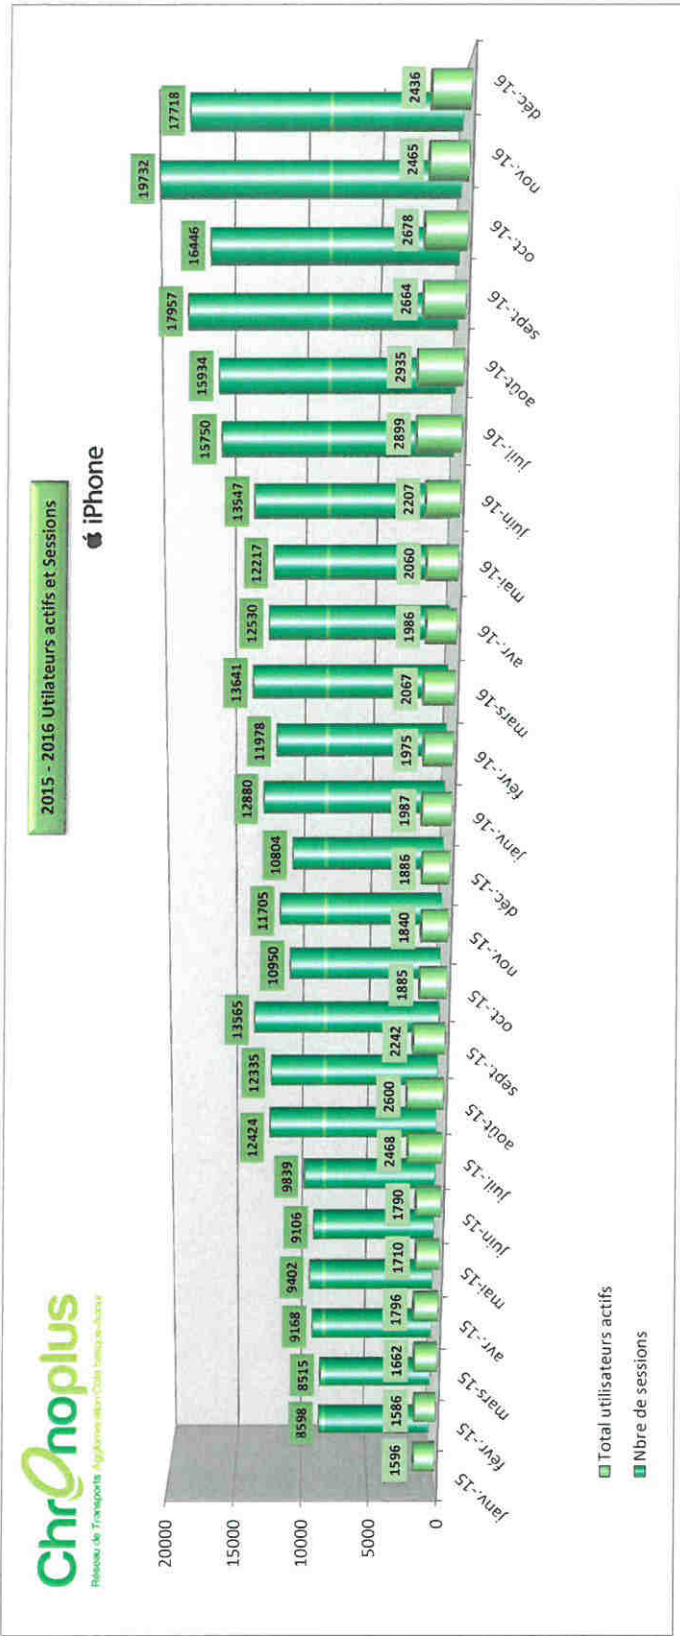 Chronoplus
Réseau de Transports Agglomération Côte Basque-Adour
2015 - 2016 Utilateurs actifs et Sessions
iPhone
20000
15000
10000
5000
0
8598
8515
9168
9402
9106
9839
12424
12335
13565
10950
11705
10804
12880
11978
13641
12530
12217
13547
15750
15934
17957
16446
19732
17718
1596
1586
1662
1796
1710
1790
2468
2600
2242
1885
1840
1886
1987
1975
2067
1986
2060
2207
2899
2935
2664
2678
2465
2436
janv.-15
févr.-15
mars-15
avr.-15
mai-15
juin-15
juil.-15
août-15
sept.-15
oct.-15
nov.-15
déc.-15
janv.-16
févr.-16
mars-16
avr.-16
mai-16
juin-16
juil.-16
août-16
sept.-16
oct.-16
nov.-16
déc.-16
Total utilisateurs actifs
Nbre de sessions